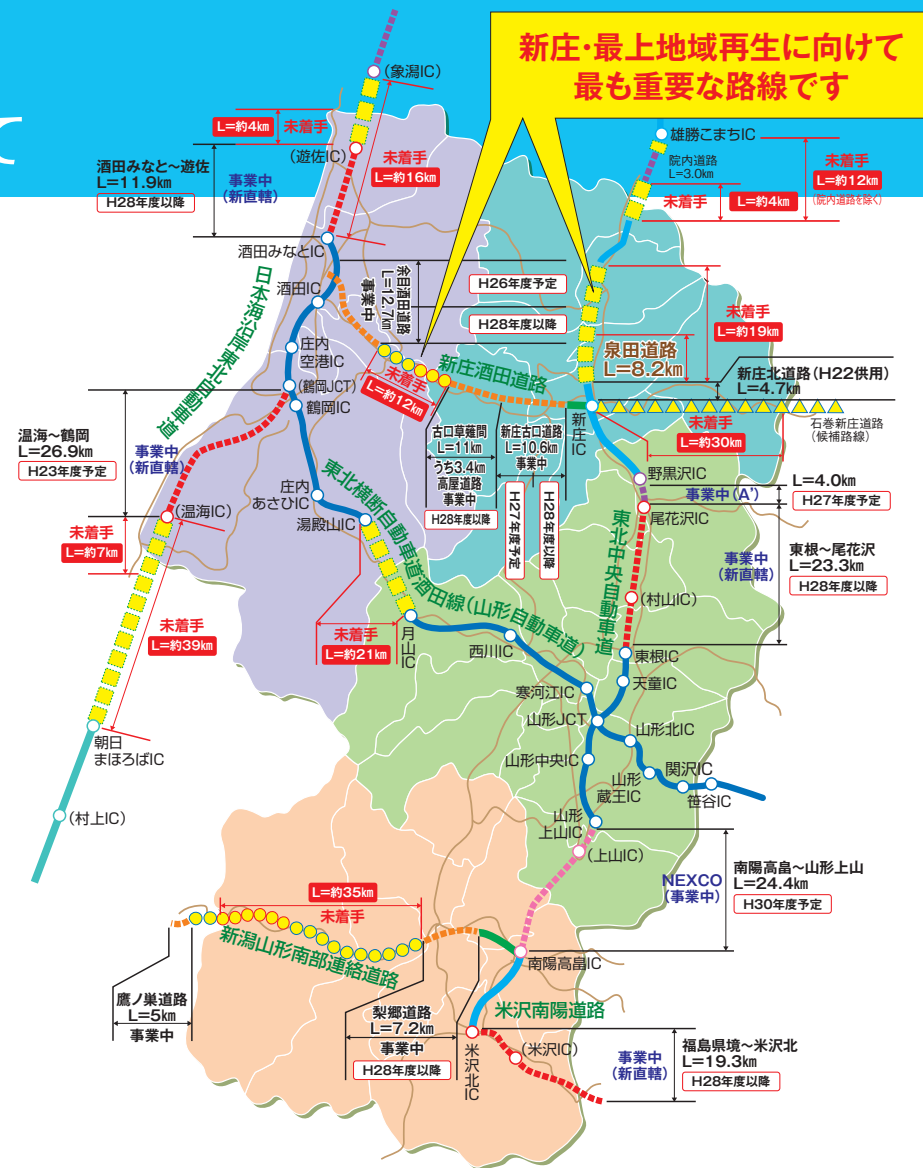 新庄・最上地域再生に向けて
最も重要な路線です
(象潟IC)
L=約4km
未着手
(遊佐IC)
未着手
L=約16km
酒田みなと～遊佐
L=11.9km
H28年度以降
事業中
(新直轄)
酒田みなとIC
雄勝こまちIC
院内道路
L=3.0km
未着手
L=約4km
未着手
L=約12km
(院内道路を除く)
日本海沿岸東北自動車道
酒田IC
庄内
空港IC
(鶴岡JCT)
鶴岡IC
余目酒田道路
L=12.7km
事業中
H26年度予定
H28年度以降
未着手
L=約19km
泉田道路
L=8.2km
新庄北道路(H22供用)
L=4.7km
未着手
L=約12km
新庄酒田道路
新庄IC
石巻新庄道路
(候補路線)
未着手
L=約30km
古口草薙間
L=11km
うち3.4km
高屋道路
事業中
H28年度以降
新庄古口道路
L=10.6km
事業中
H27年度予定
H28年度以降
温海～鶴岡
L=26.9km
H23年度予定
事業中
(新直轄)
(温海IC)
未着手
L=約7km
未着手
L=約39km
朝日
まほろばIC
(村上IC)
庄内
あさひIC
湯殿山IC
東北横断自動車道酒田線(山形自動車道)
未着手
L=約21km
月山IC
西川IC
寒河江IC
野黒沢IC
事業中(A')
L=4.0km
H27年度予定
尾花沢IC
東北中央自動車道
事業中
(新直轄)
東根～尾花沢
L=23.3km
H28年度以降
(村山IC)
東根IC
天童IC
山形JCT
山形北IC
山形中央IC
山形
蔵王IC
関沢IC
笹谷IC
山形
上山IC
(上山IC)
NEXCO
(事業中)
南陽高畠～山形上山
L=24.4km
H30年度予定
L=約35km
未着手
新潟山形南部連絡道路
南陽高畠IC
鷹ノ巣道路
L=5km
事業中
梨郷道路
L=7.2km
事業中
H28年度以降
米沢南陽道路
米沢北IC
(米沢IC)
事業中
(新直轄)
福島県境～米沢北
L=19.3km
H28年度以降